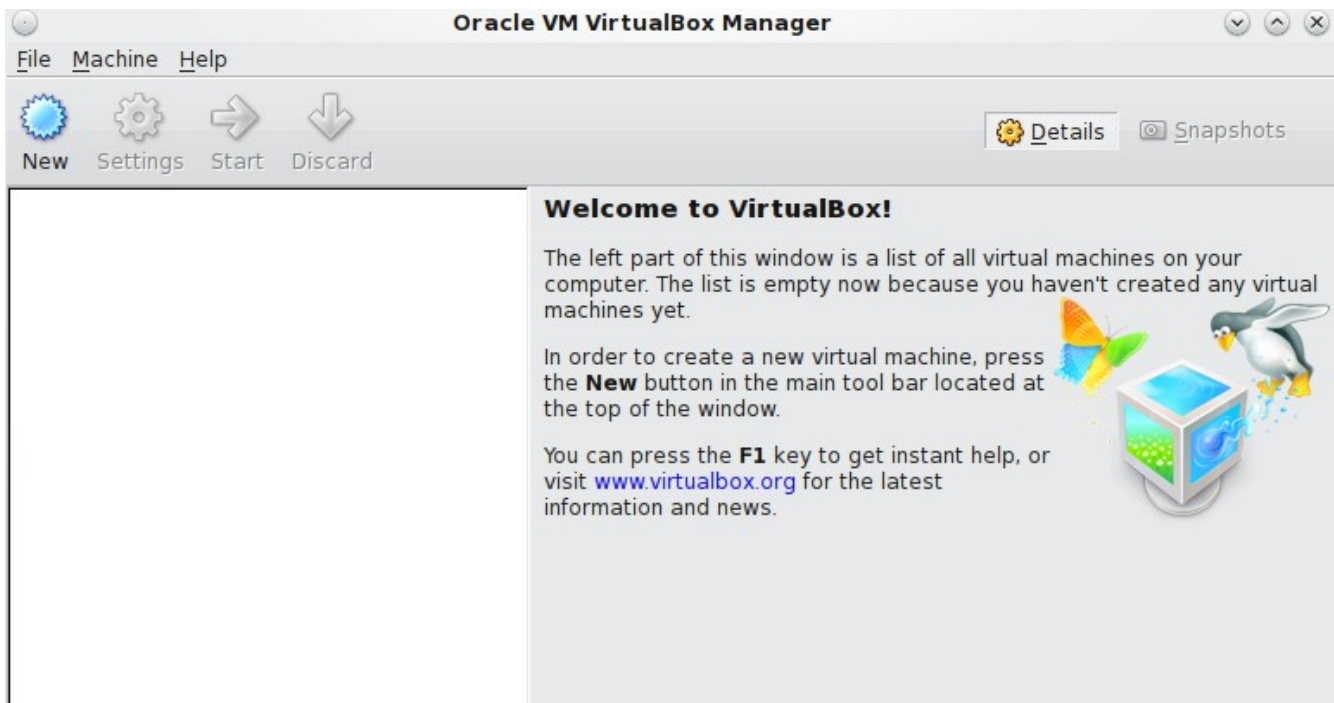 Oracle VM VirtualBox Manager
File Machine Help
New Settings Start Discard
Details Snapshots
Welcome to VirtualBox!
The left part of this window is a list of all virtual machines on your
computer. The list is empty now because you haven't created any virtual
machines yet.
In order to create a new virtual machine, press
the New button in the main tool bar located at
the top of the window.
You can press the F1 key to get instant help, or
visit www.virtualbox.org for the latest
information and news.